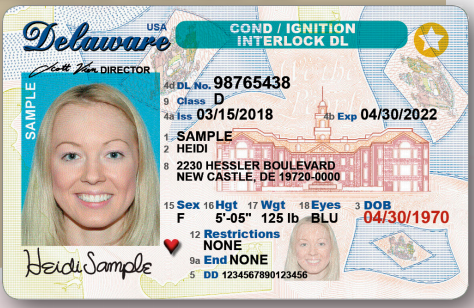 Delaware USA
COND / IGNITION
INTERLOCK DL
DIRECTOR
SAMPLE
4d DL No. 98765438
9 Class D
4a Iss 03/15/2018 4b Exp 04/30/2022
1 SAMPLE
2 HEIDI
8 2230 HESSLER BOULEVARD
NEW CASTLE, DE 19720-0000
15 Sex 16 Hgt 17 Wgt 18 Eyes 3 DOB
F 5'-05" 125 lb BLU 04/30/1970
12 Restrictions
NONE
9a End NONE
5 DD 1234567890123456
Heidi Sample